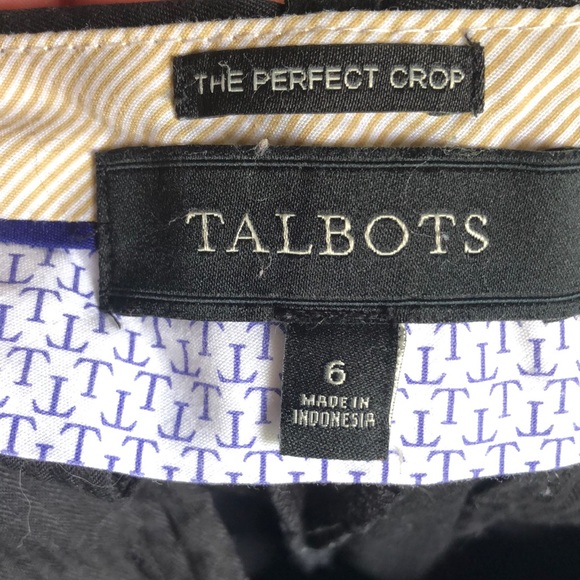 THE PERFECT CROP
TALBOTS
6
MADE IN
INDONESIA